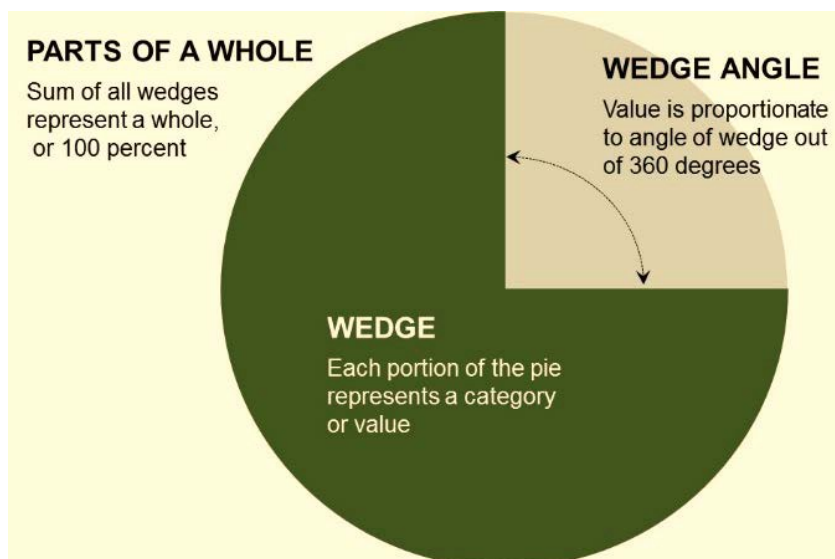 PARTS OF A WHOLE
Sum of all wedges
represent a whole,
or 100 percent
WEDGE ANGLE
Value is proportionate
to angle of wedge out
of 360 degrees
WEDGE
Each portion of the pie
represents a category
or value